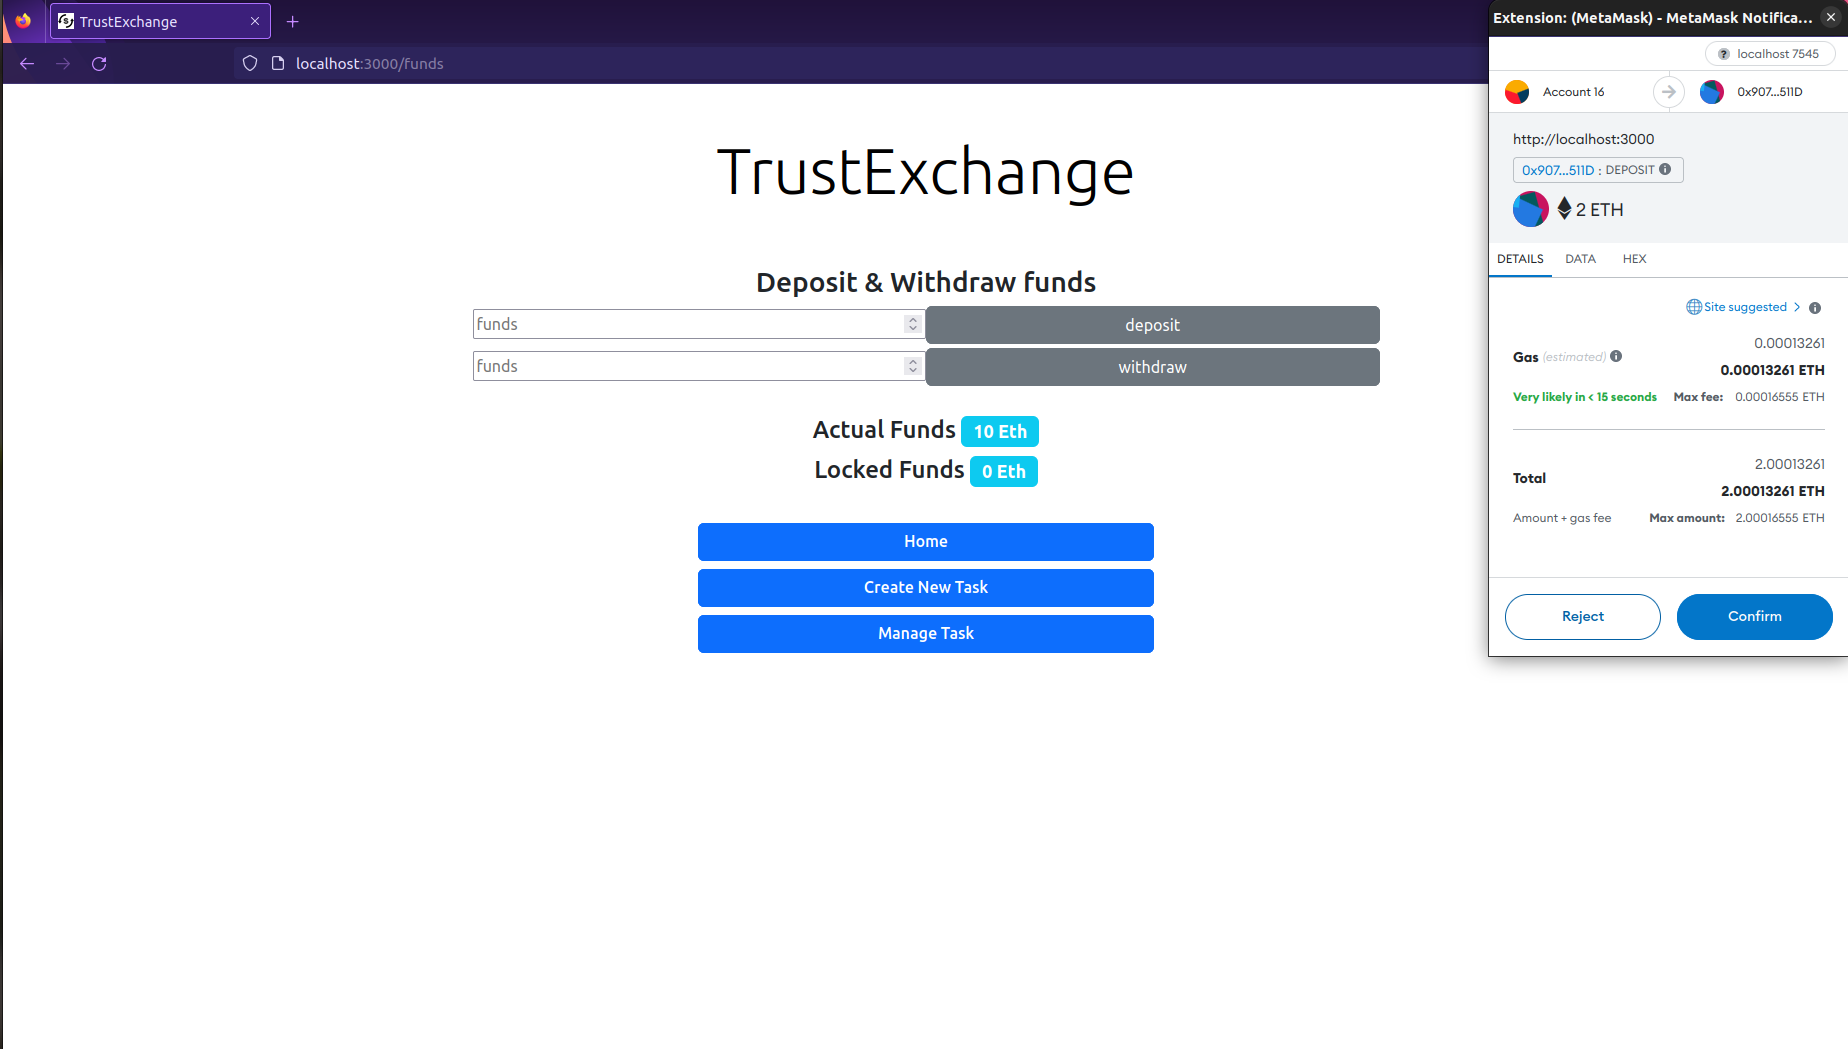 TrustExchange
localhost:3000/funds
TrustExchange
Deposit & Withdraw funds
funds
deposit
funds
withdraw
Actual Funds 10 Eth
Locked Funds 0 Eth
Home
Create New Task
Manage Task
Extension: (MetaMask) - MetaMask Notifica...
localhost 7545
Account 16 0x907...511D
http://localhost:3000
0x907...511D : DEPOSIT
2 ETH
DETAILS DATA HEX
Site suggested >
0.00013261
Gas (estimated) 0.00013261 ETH
Very likely in < 15 seconds Max fee: 0.00016555 ETH
2.00013261
Total 2.00013261 ETH
Amount + gas fee Max amount: 2.00016555 ETH
Reject Confirm